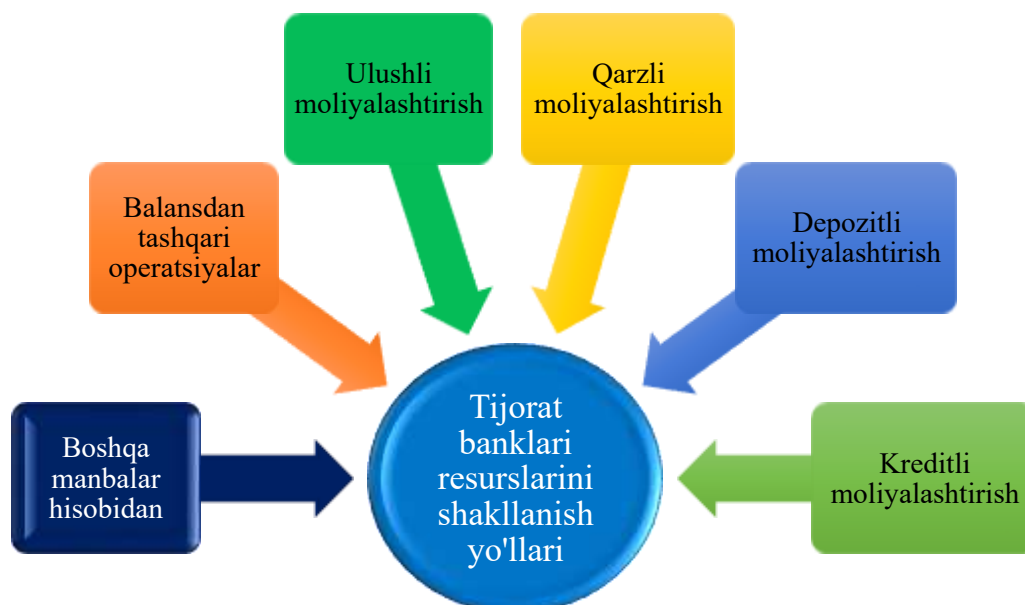 Ulushli
moliyalashtirish
Qarzli
moliyalashtirish
Balansdan
tashqari
operatsiyalar
Depozitli
moliyalashtirish
Boshqa
manbalar
hisobidan
Tijorat
banklari
resurslarini
shakllanish
yo'llari
Kreditli
moliyalashtirish